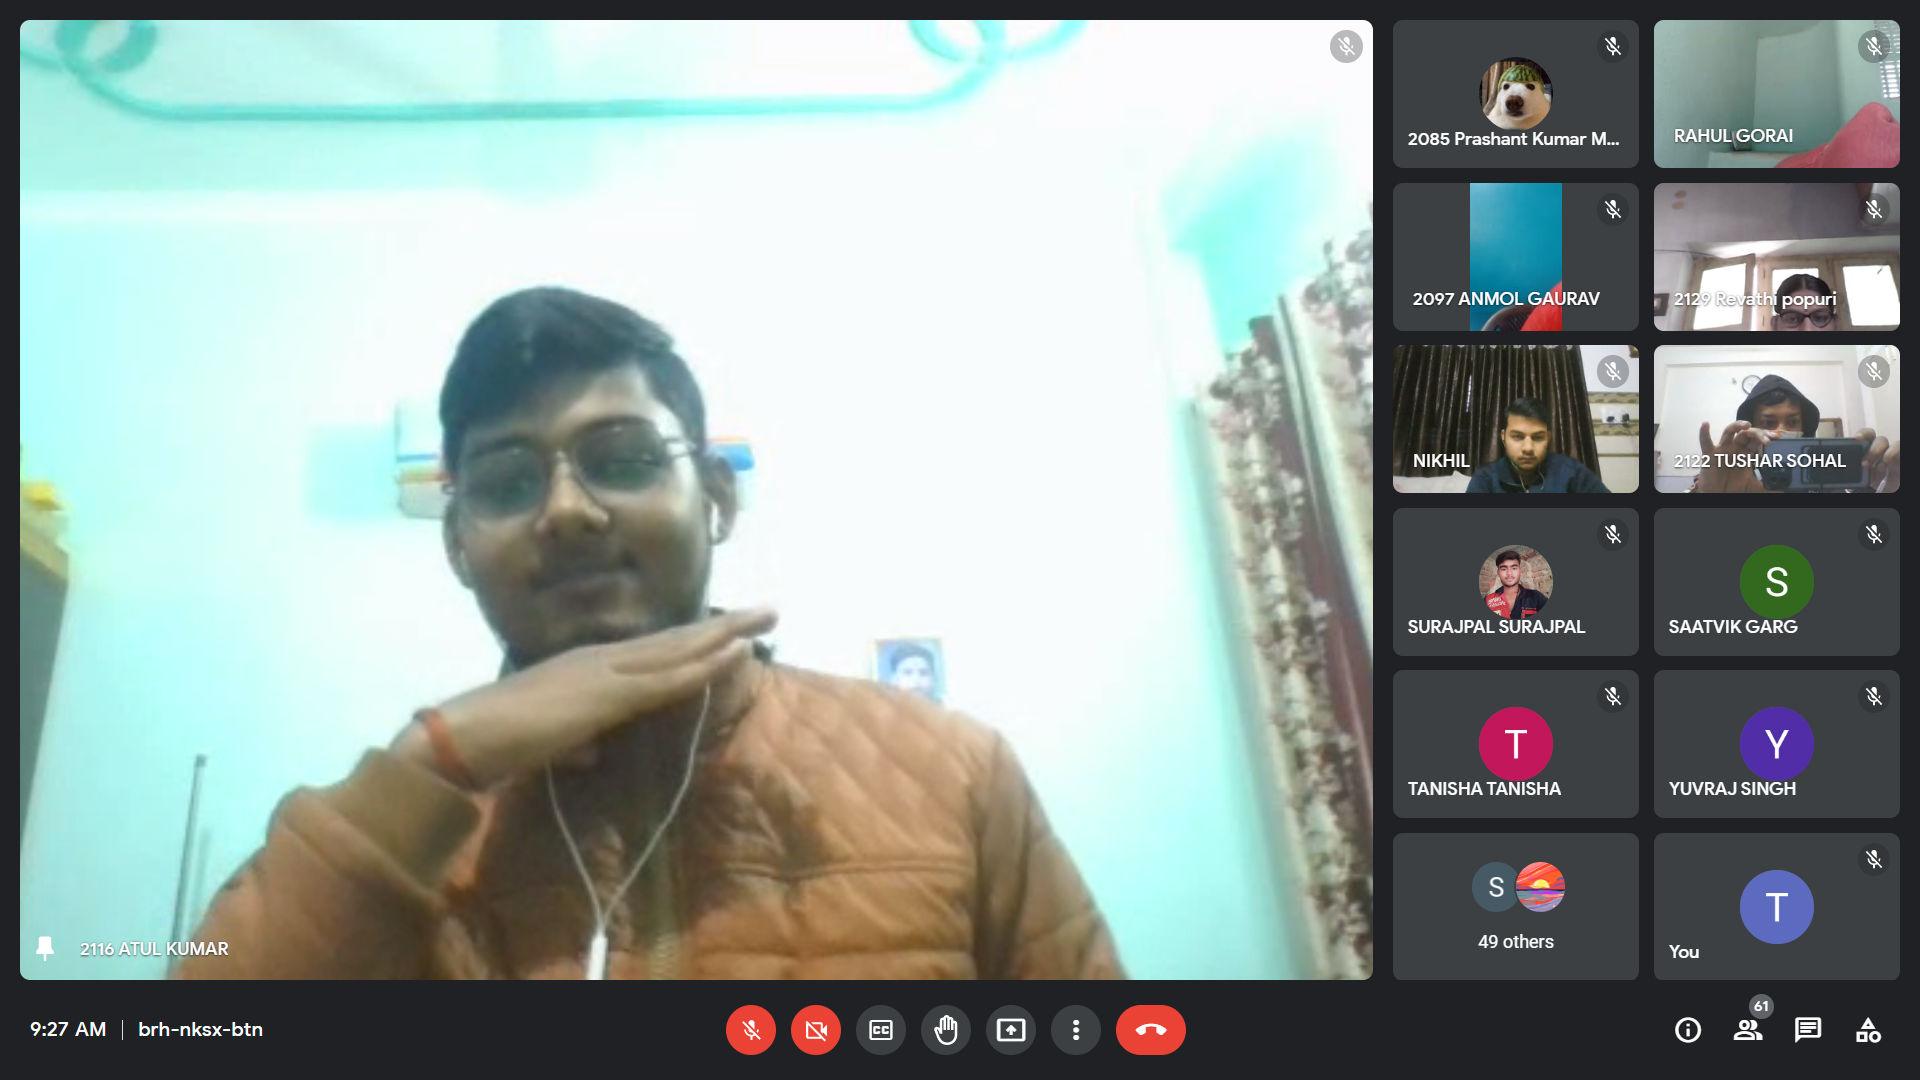 2116 ATUL KUMAR
2085 Prashant Kumar M...
RAHUL GORAI
2097 ANMOL GAURAV
2129 Revathi popuri
NIKHIL
2122 TUSHAR SOHAL
SURAJPAL SURAJPAL
S
SAATVIK GARG
T
TANISHA TANISHA
Y
YUVRAJ SINGH
S
49 others
T
You
9:27 AM | brh-nksx-btn
CC
61